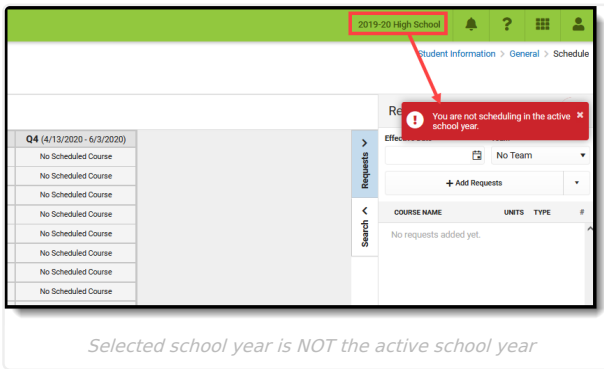 2019-20 High School
?
Student Information > General > Schedule
You are not scheduling in the active
school year.
Q4 (4/13/2020 - 6/3/2020)
No Team
Requests
+ Add Requests
No Scheduled Course
No Scheduled Course
No Scheduled Course
No Scheduled Course
No Scheduled Course
No Scheduled Course
No Scheduled Course
No Scheduled Course
Search
COURSE NAME UNITS TYPE #
No requests added yet.
Selected school year is NOT the active school year